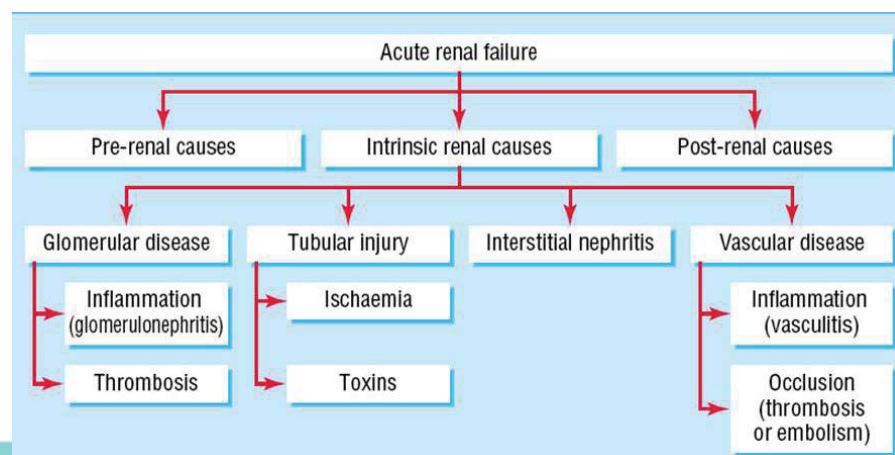 Acute renal failure
Pre-renal causes
Intrinsic renal causes
Post-renal causes
Glomerular disease
Tubular injury
Interstitial nephritis
Vascular disease
Inflammation
(glomerulonephritis)
Ischaemia
Inflammation
(vasculitis)
Thrombosis
Toxins
Occlusion
(thrombosis
or embolism)